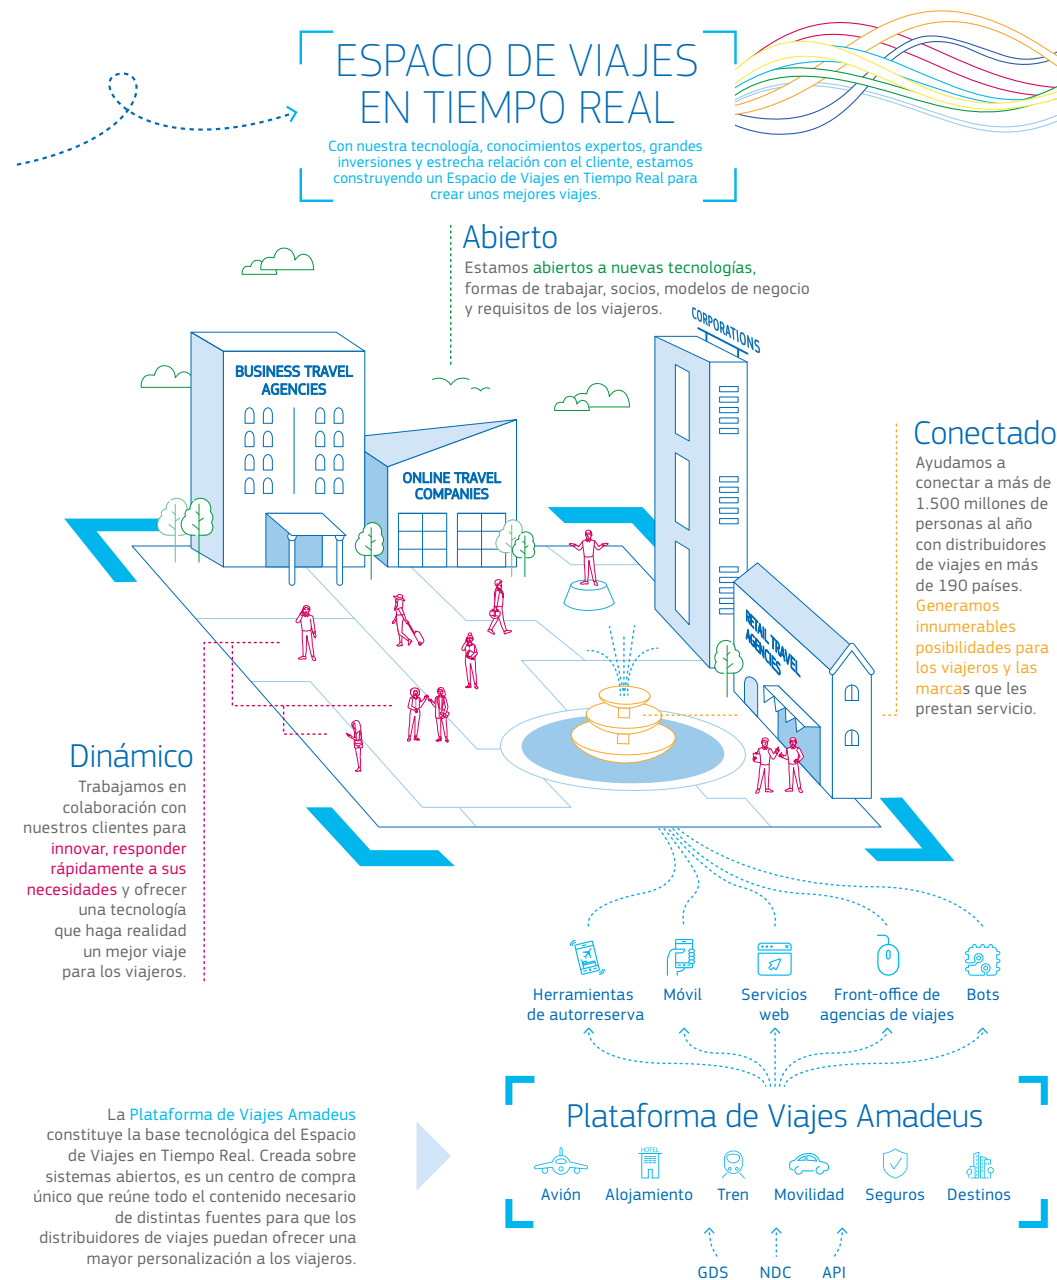 ESPACIO DE VIAJES
EN TIEMPO REAL
Con nuestra tecnología, conocimientos expertos, grandes
inversiones y estrecha relación con el cliente, estamos
construyendo un Espacio de Viajes en Tiempo Real para
crear unos mejores viajes.
Abierto
Estamos abiertos a nuevas tecnologías,
formas de trabajar, socios, modelos de negocio
y requisitos de los viajeros.
CORPORATIONS
BUSINESS TRAVEL
AGENCIES
ONLINE TRAVEL
COMPANIES
RETAIL TRAVEL
AGENCIES
Conectado
Ayudamos a
conectar a más de
1.500 millones de
personas al año
con distribuidores
de viajes en más
de 190 países.
Generamos
innumerables
posibilidades para
los viajeros y las
marcas que les
prestan servicio.
Dinámico
Trabajamos en
colaboración con
nuestros clientes para
innovar, responder
rápidamente a sus
necesidades y ofrecer
una tecnología
que haga realidad
un mejor viaje
para los viajeros.
Herramientas
de autorreserva
Móvil
Servicios
web
Front-office de
agencias de viajes
Bots
La Plataforma de Viajes Amadeus
constituye la base tecnológica del Espacio
de Viajes en Tiempo Real. Creada sobre
sistemas abiertos, es un centro de compra
único que reúne todo el contenido necesario
de distintas fuentes para que los
distribuidores de viajes puedan ofrecer una
mayor personalización a los viajeros.
Plataforma de Viajes Amadeus
HOTEL
Avión
Alojamiento
Tren
Movilidad
Seguros
Destinos
GDS
NDC
API